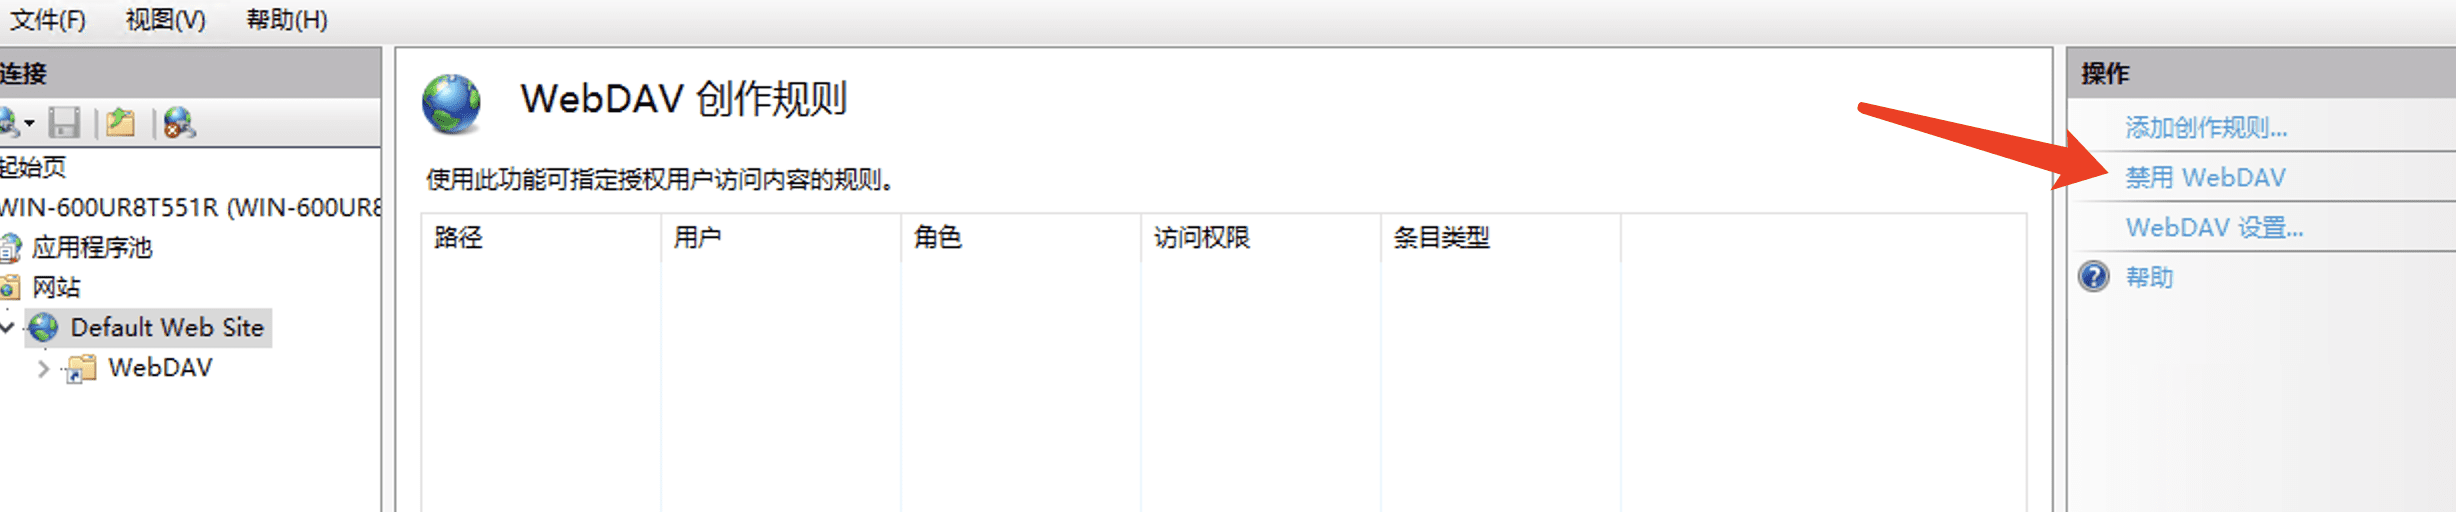 文件(F) 视图(V) 帮助(H)
连接
起始页
WIN-600UR8T551R (WIN-600UR8
应用程序池
网站
Default Web Site
WebDAV
WebDAV 创作规则
使用此功能可指定授权用户访问内容的规则。
路径 用户 角色 访问权限 条目类型
操作
添加创作规则...
禁用 WebDAV
WebDAV 设置...
帮助